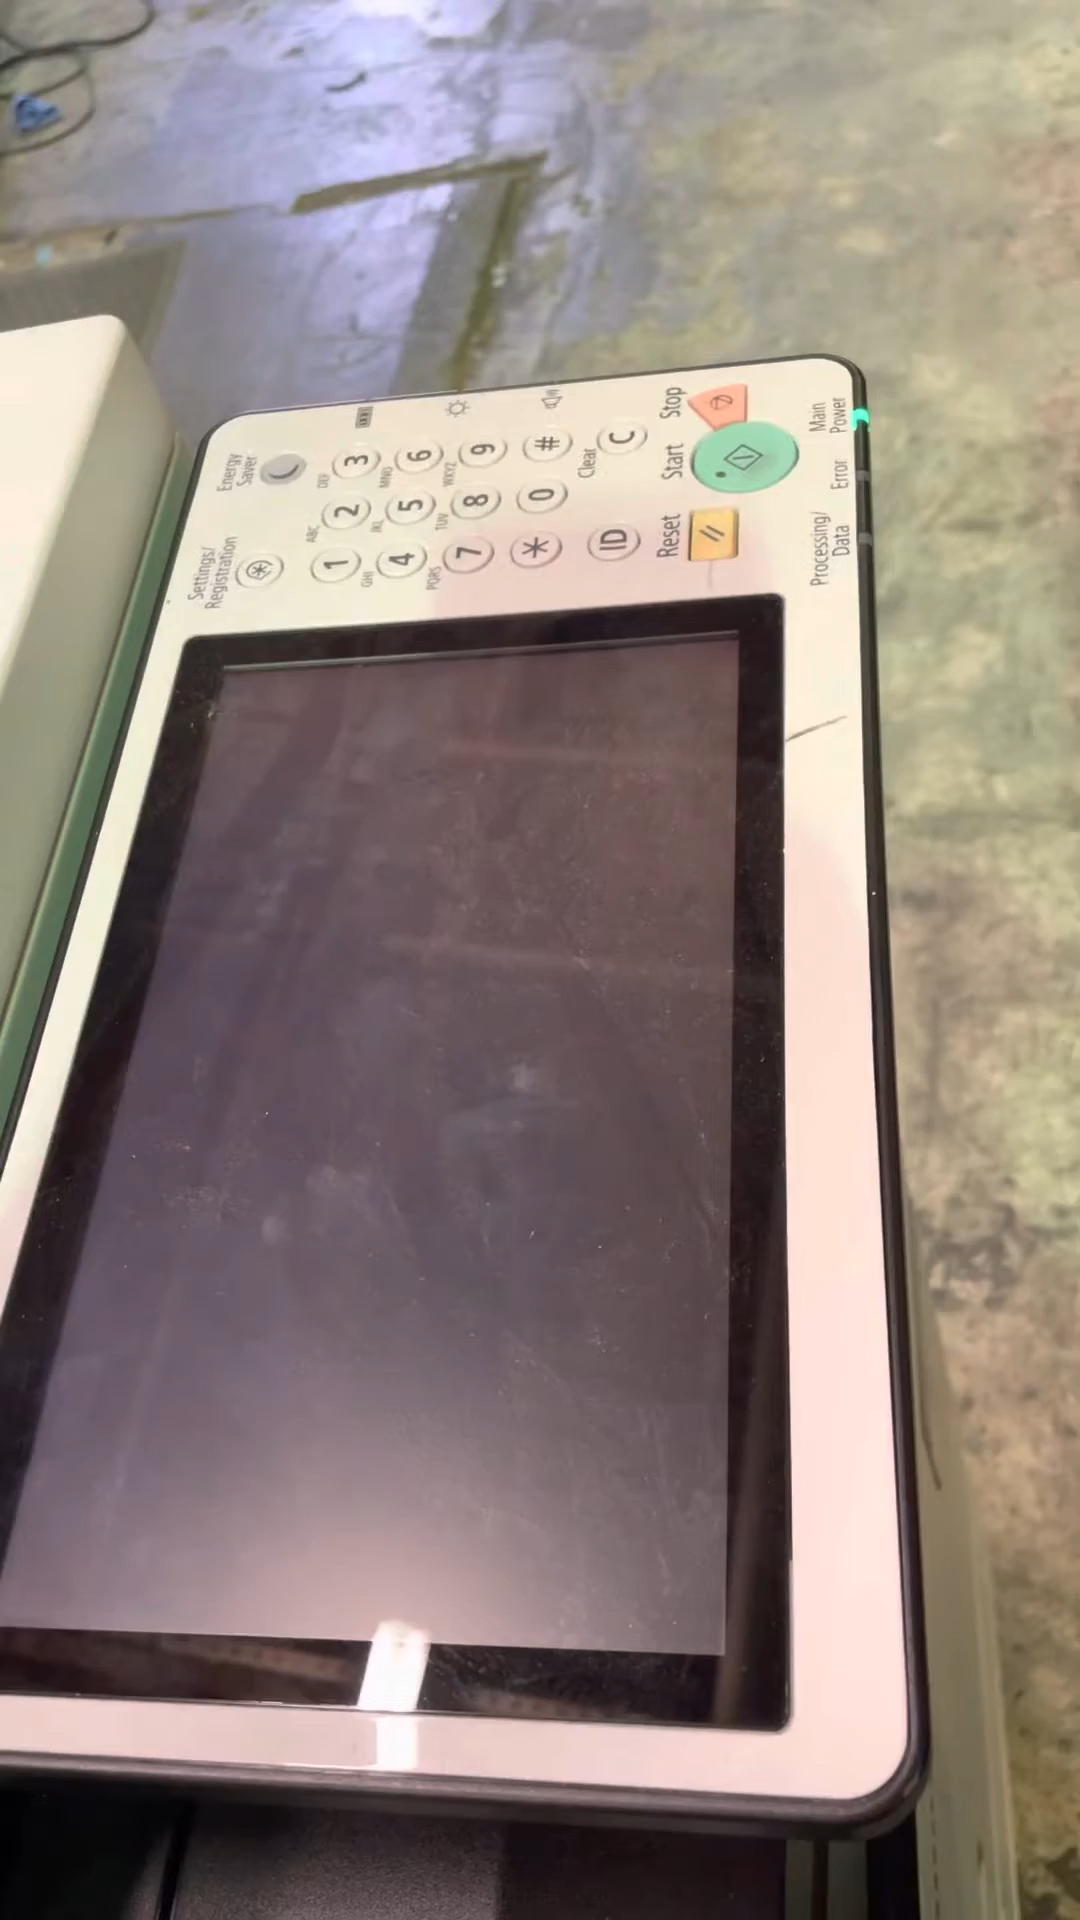 Settings/
Registration
Energy
Saver
ABC
DEF
1
2
3
GHI
JKL
MNO
4
5
6
PQRS
TUV
WXYZ
7
8
9
*
0
#
Clear
ID
C
Reset
Start
Stop
Processing/
Data
Error
Main
Power